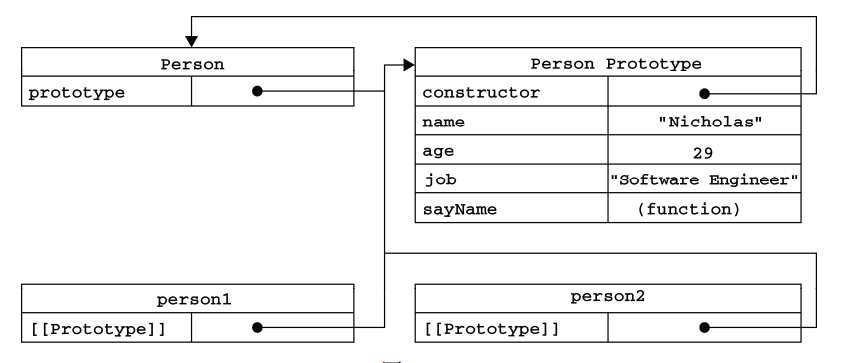 Person
prototype
Person Prototype
constructor
name "Nicholas"
age 29
job "Software Engineer"
sayName (function)
person1
[[Prototype]]
person2
[[Prototype]]